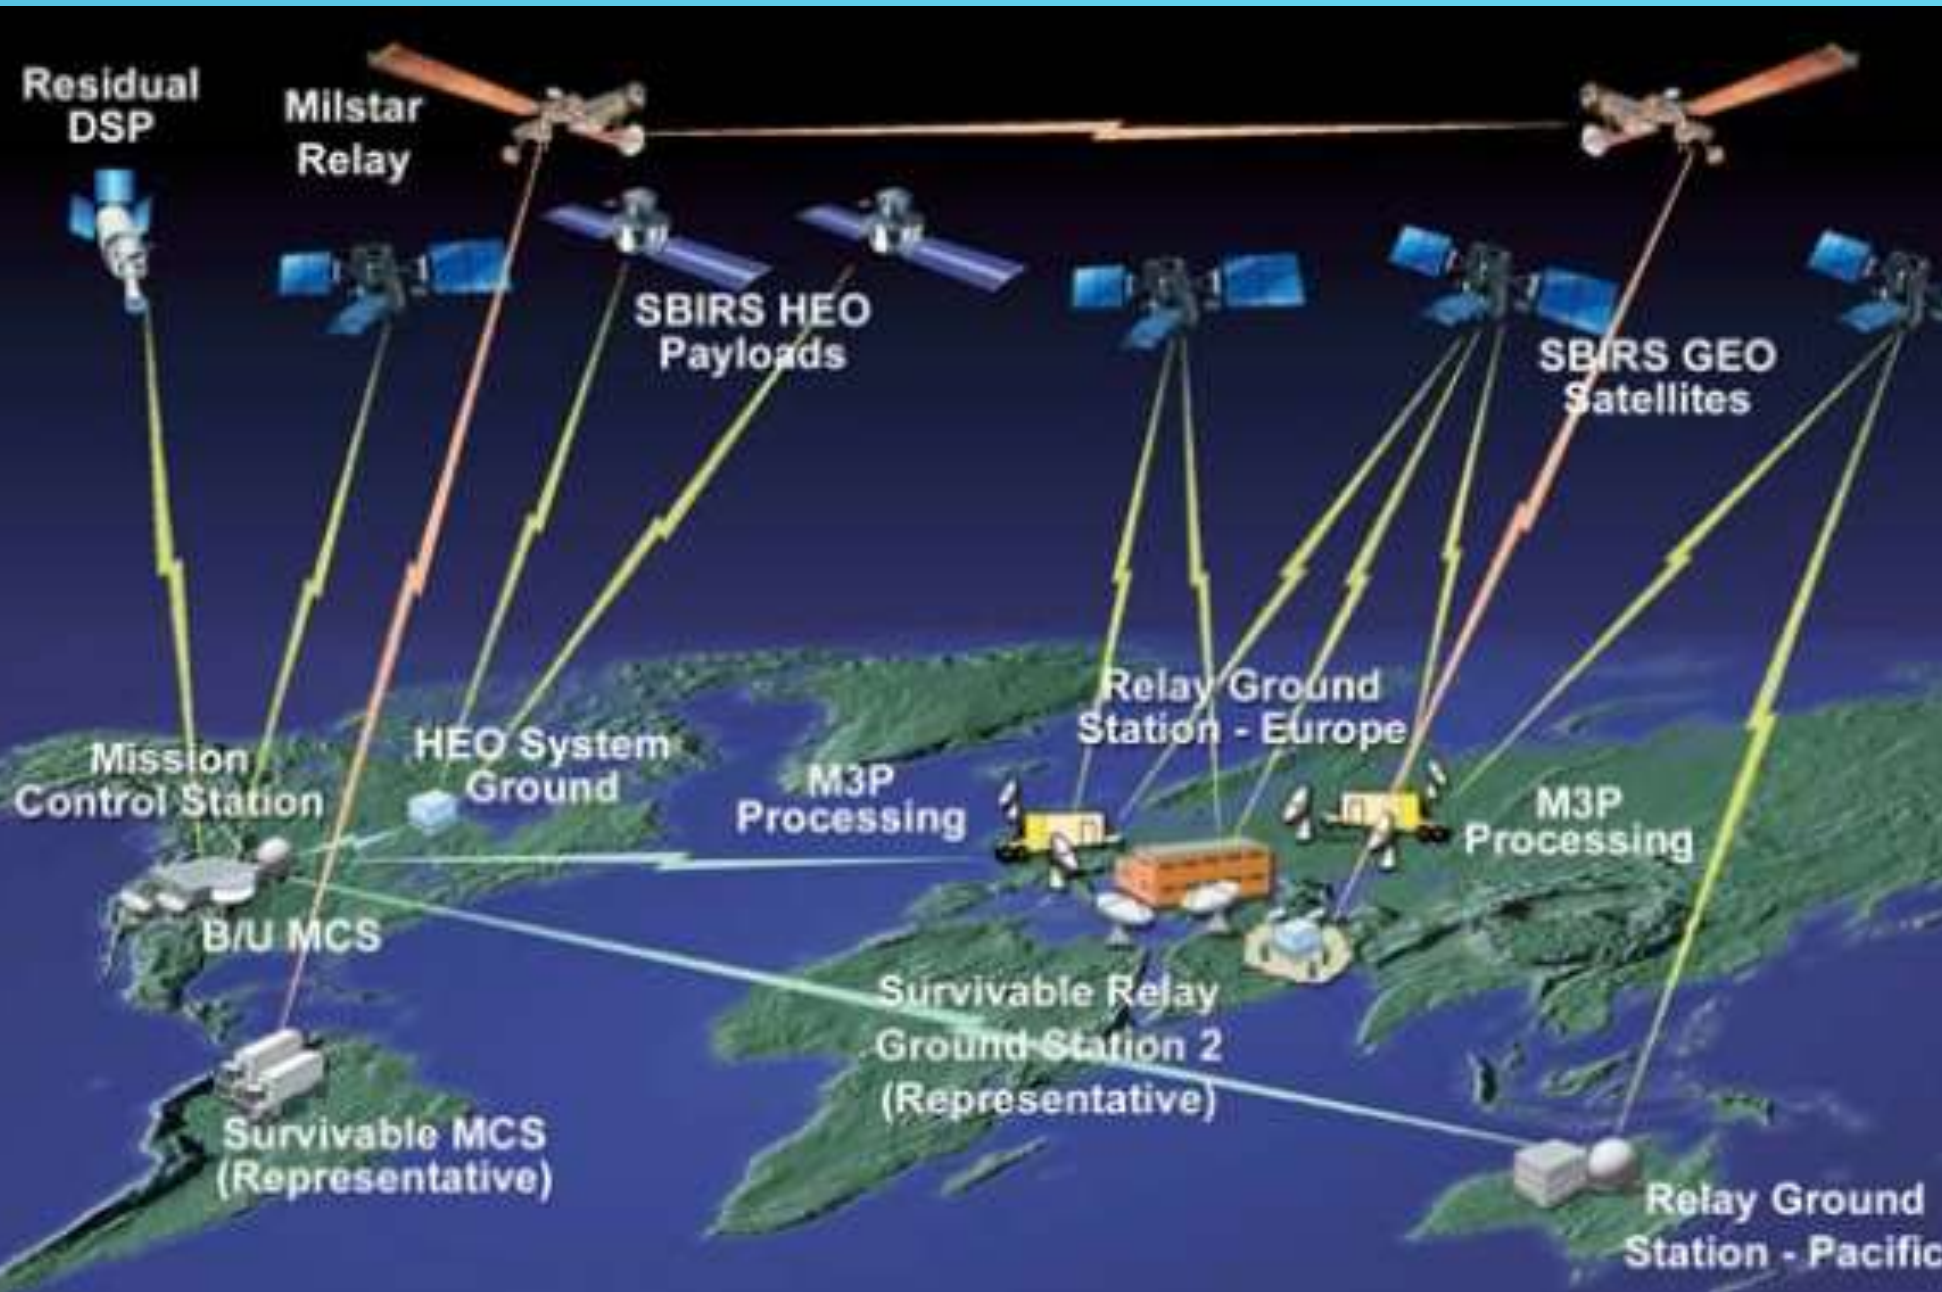 Residual
DSP
Milstar
Relay
SBIRS HEO
Payloads
SBIRS GEO
Satellites
Mission
Control Station
HEO System
Ground
M3P
Processing
Relay Ground
Station - Europe
M3P
Processing
B/U MCS
Survivable Relay
Ground Station 2
(Representative)
Survivable MCS
(Representative)
Relay Ground
Station - Pacific